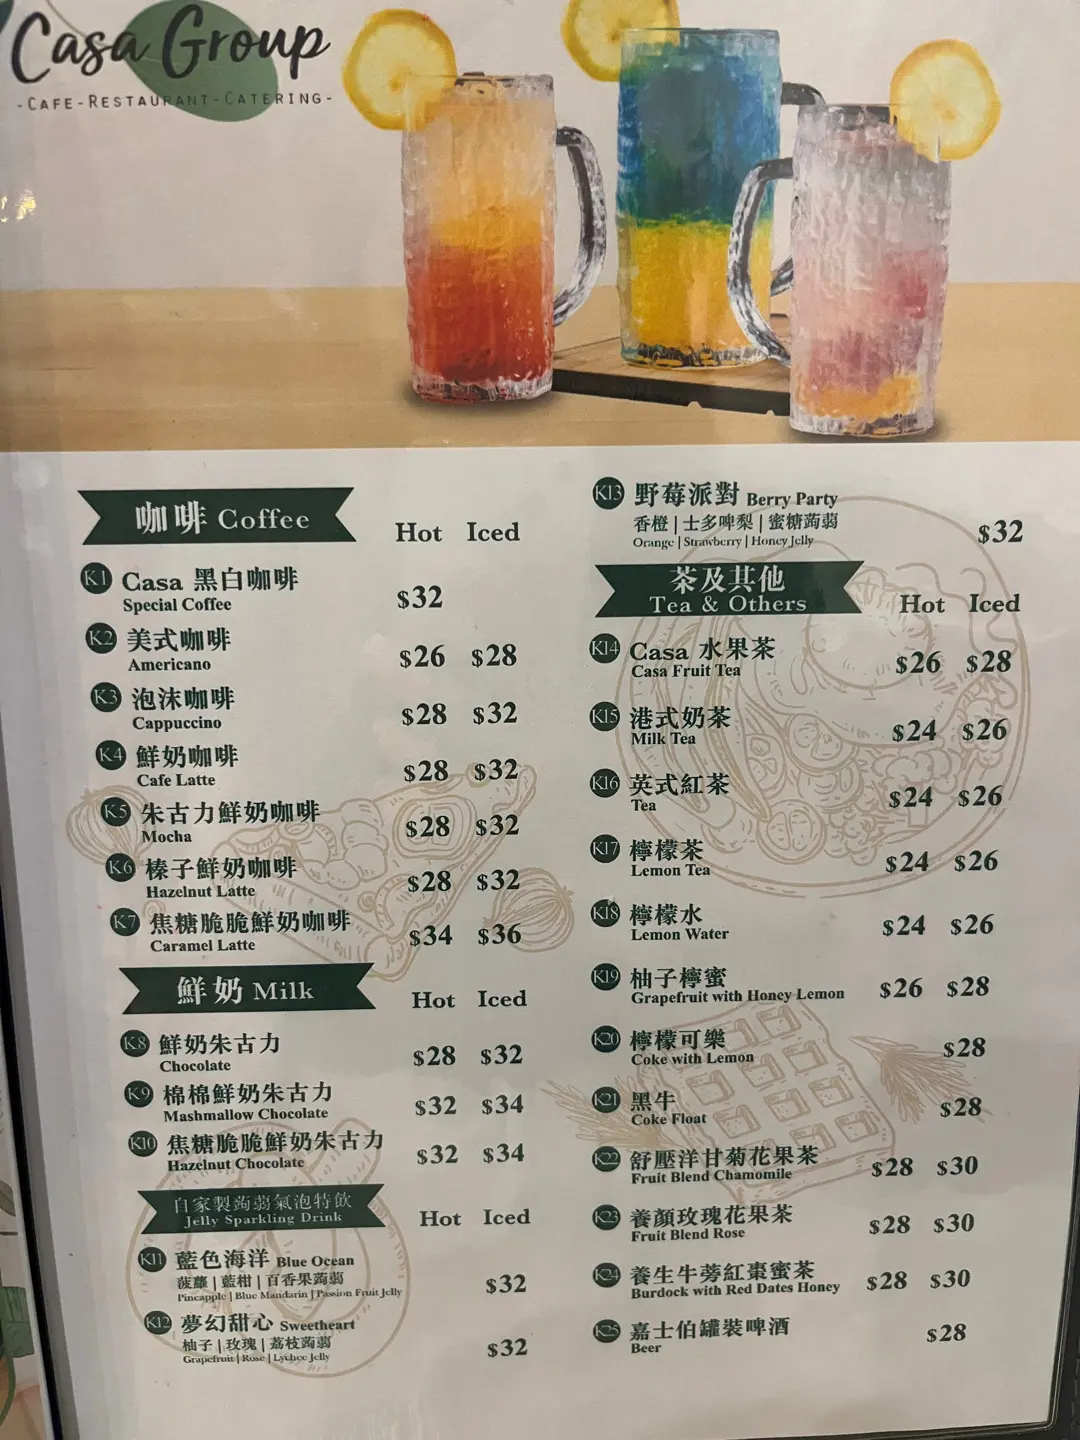 Casa Group
-CAFE-RESTAURANT-CATERING-
咖啡 Coffee Hot Iced
K1 Casa 黑白咖啡 $32
Special Coffee
K2 美式咖啡 $26 $28
Americano
K3 泡沫咖啡 $28 $32
Cappuccino
K4 鮮奶咖啡 $28 $32
Cafe Latte
K5 朱古力鮮奶咖啡 $28 $32
Mocha
K6 榛子鮮奶咖啡 $28 $32
Hazelnut Latte
K7 焦糖脆脆鮮奶咖啡 $34 $36
Caramel Latte
鮮奶 Milk Hot Iced
K8 鮮奶朱古力 $28 $32
Chocolate
K9 棉棉鮮奶朱古力 $32 $34
Mashmallow Chocolate
K10 焦糖脆脆鮮奶朱古力 $32 $34
Hazelnut Chocolate
自家製蒟蒻氣泡特飲
Jelly Sparkling Drink Hot Iced
K11 藍色海洋 Blue Ocean
菠蘿 | 藍柑 | 百香果蒟蒻 $32
Pineapple | Blue Mandarin | Passion Fruit Jelly
K12 夢幻甜心 Sweetheart
柚子 | 玫瑰 | 荔枝蒟蒻 $32
Grapefruit | Rose | Lychee Jelly
K13 野莓派對 Berry Party
香橙 | 士多啤梨 | 蜜糖蒟蒻 $32
Orange | Strawberry | Honey Jelly
茶及其他
Tea & Others Hot Iced
K14 Casa 水果茶 $26 $28
Casa Fruit Tea
K15 港式奶茶 $24 $26
Milk Tea
K16 英式紅茶 $24 $26
Tea
K17 檸檬茶 $24 $26
Lemon Tea
K18 檸檬水 $24 $26
Lemon Water
K19 柚子檸蜜 $26 $28
Grapefruit with Honey Lemon
K20 檸檬可樂 $28
Coke with Lemon
K21 黑牛 $28
Coke Float
K22 舒壓洋甘菊花果茶 $28 $30
Fruit Blend Chamomile
K23 養顏玫瑰花果茶 $28 $30
Fruit Blend Rose
K24 養生牛蒡紅棗蜜茶 $28 $30
Burdock with Red Dates Honey
K25 嘉士伯罐裝啤酒 $28
Beer